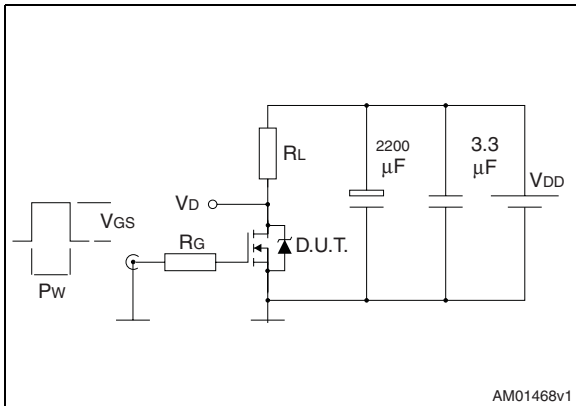 RL
2200
μF
3.3
μF
VDD
VD
VGS
RG
D.U.T.
PW
AM01468v1